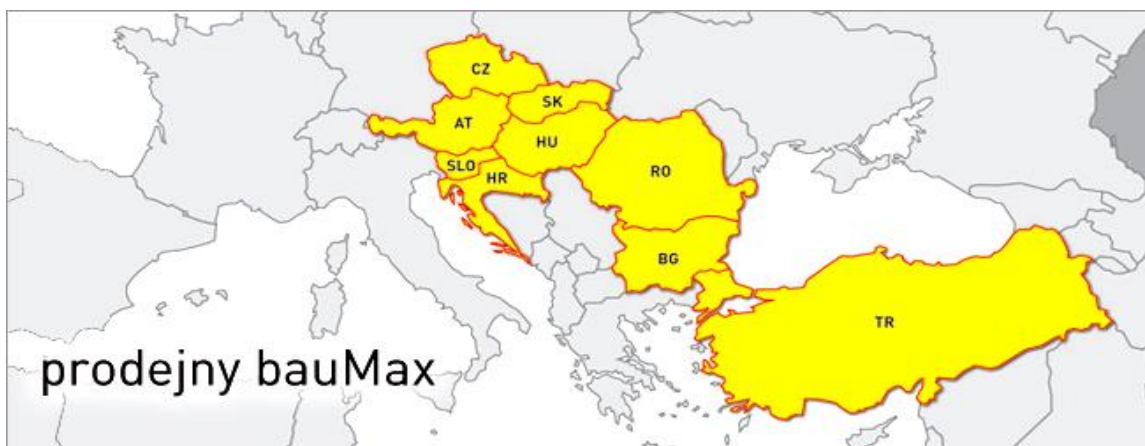 CZ
SK
AT
HU
SLO
HR
RO
BG
TR
prodejny bauMax